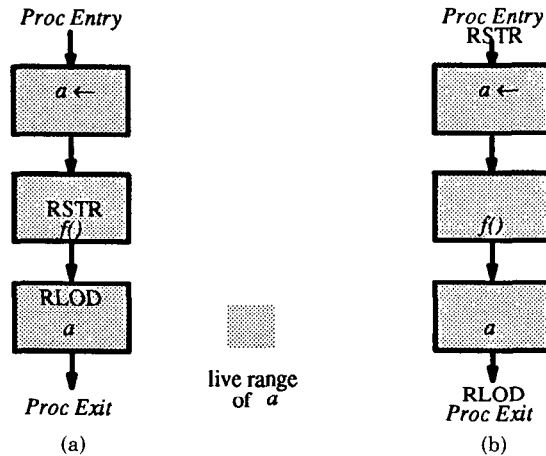 Proc Entry
a ←
RSTR
f()
RLOD
a
Proc Exit
(a)
live range
of a
Proc Entry
RSTR
a ←
f()
a
RLOD
Proc Exit
(b)